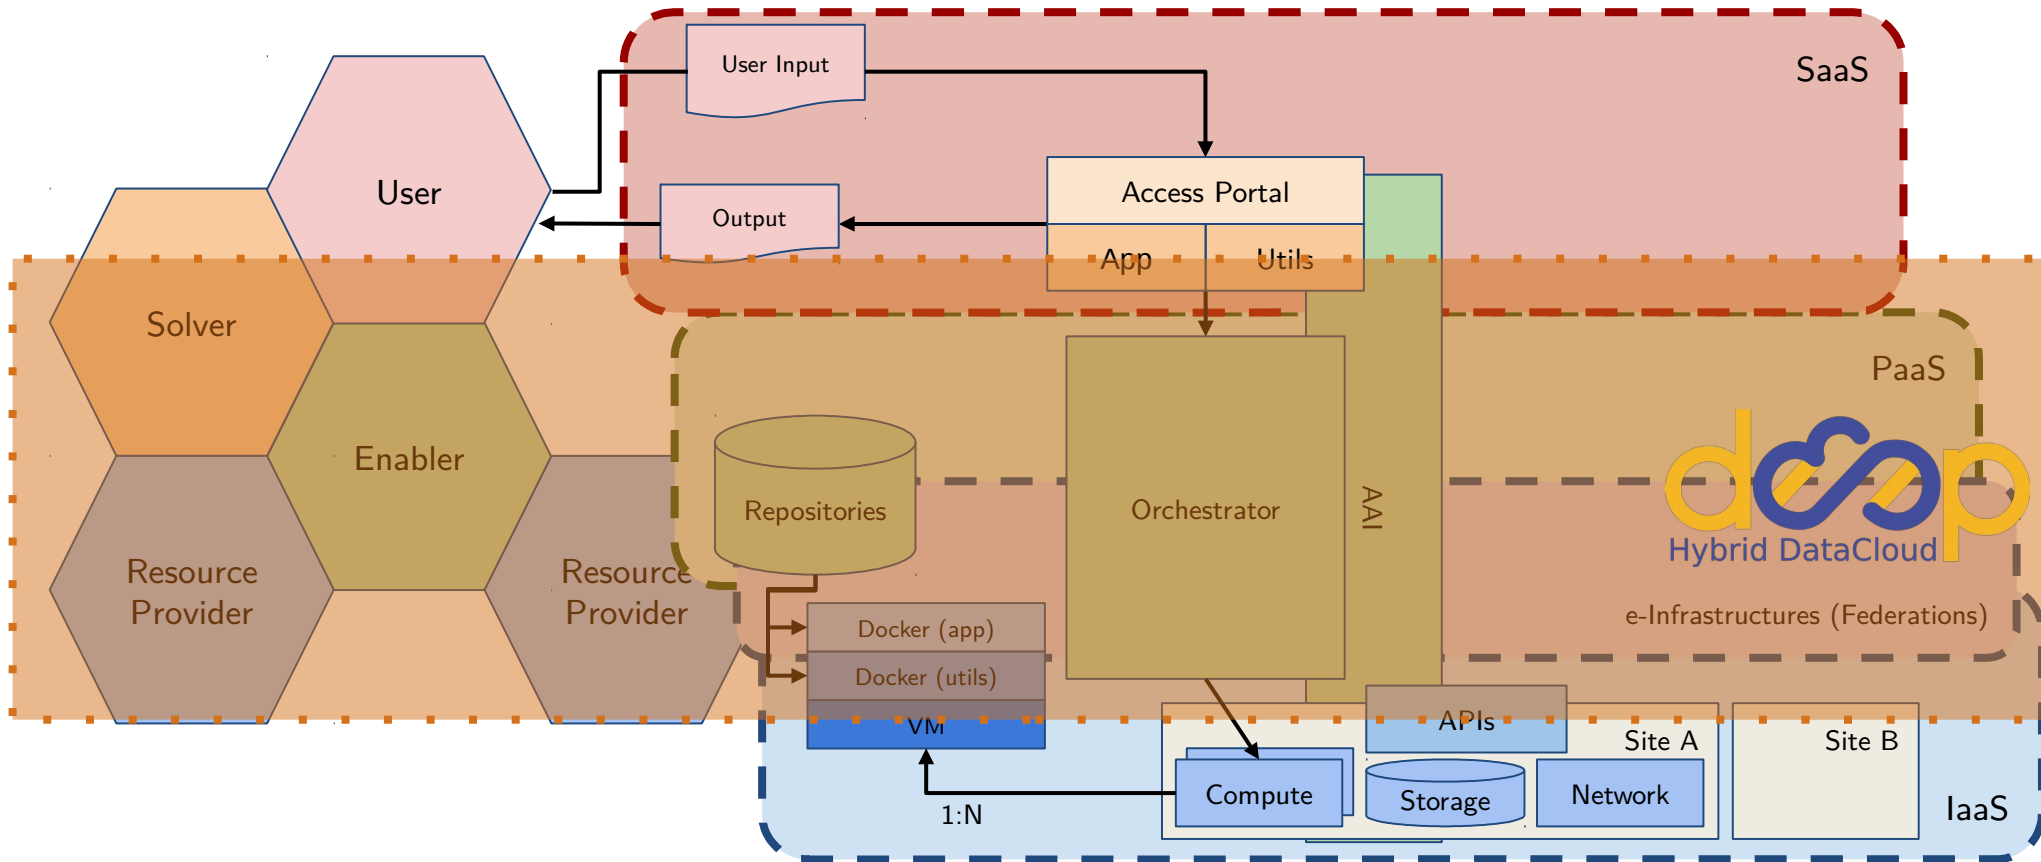 User Input
SaaS
User
Access Portal
Output
App
Utils
Solver
PaaS
Enabler
deep
Hybrid DataCloud
Repositories
Orchestrator
AAI
Resource
Provider
Resource
Provider
e-Infrastructures (Federations)
Docker (app)
Docker (utils)
VM
APIs
Site A
Site B
Compute
Storage
Network
1:N
IaaS